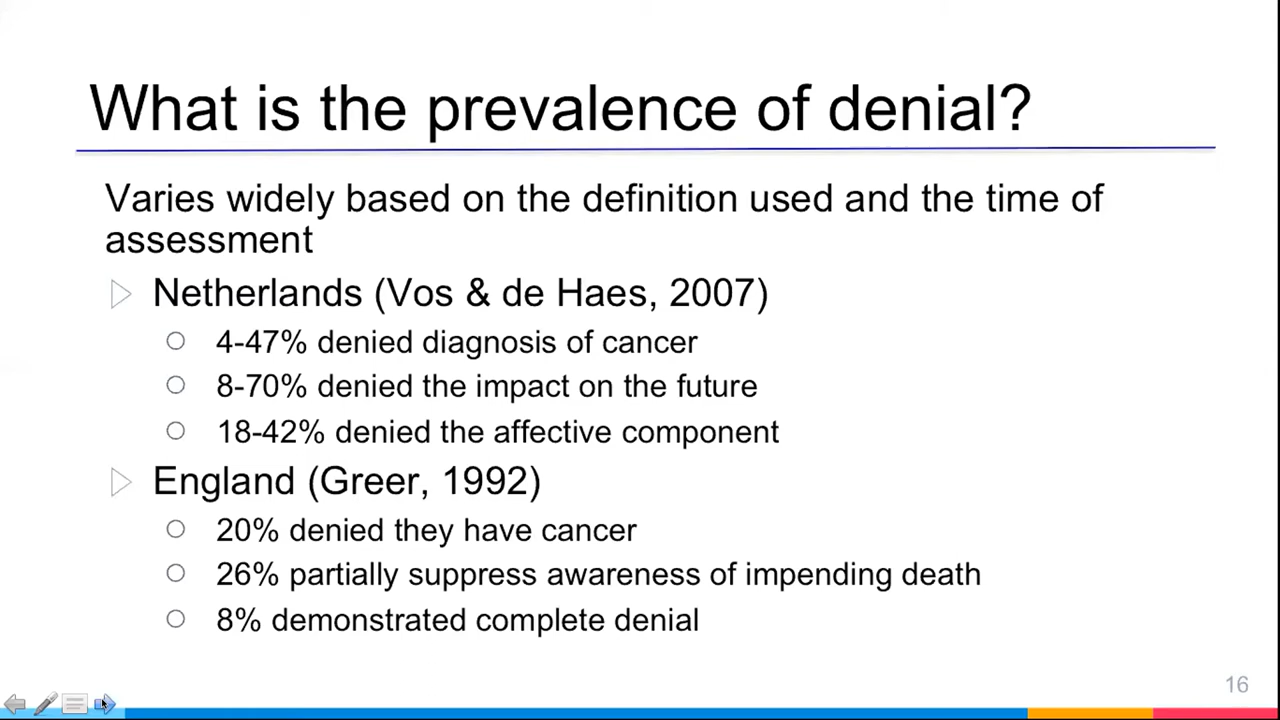 What is the prevalence of denial?
Varies widely based on the definition used and the time of
assessment
Netherlands (Vos & de Haes, 2007)
4-47% denied diagnosis of cancer
8-70% denied the impact on the future
18-42% denied the affective component
England (Greer, 1992)
20% denied they have cancer
26% partially suppress awareness of impending death
8% demonstrated complete denial
16